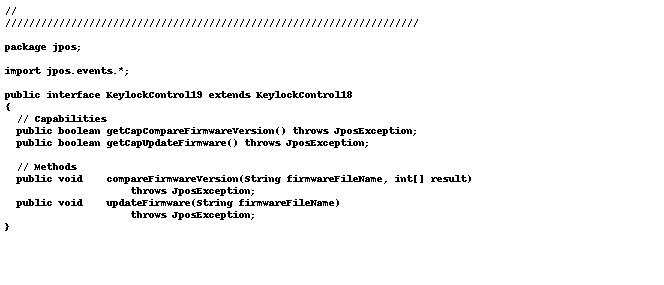 //
//////////////////////////////////////////////////////////////////////

package jpos;

import jpos.events.*;

public interface KeylockControl19 extends KeylockControl18
{
  // Capabilities
  public boolean getCapCompareFirmwareVersion() throws JposException;
  public boolean getCapUpdateFirmware() throws JposException;

  // Methods
  public void    compareFirmwareVersion(String firmwareFileName, int[] result)
                     throws JposException;
  public void    updateFirmware(String firmwareFileName)
                     throws JposException;
}